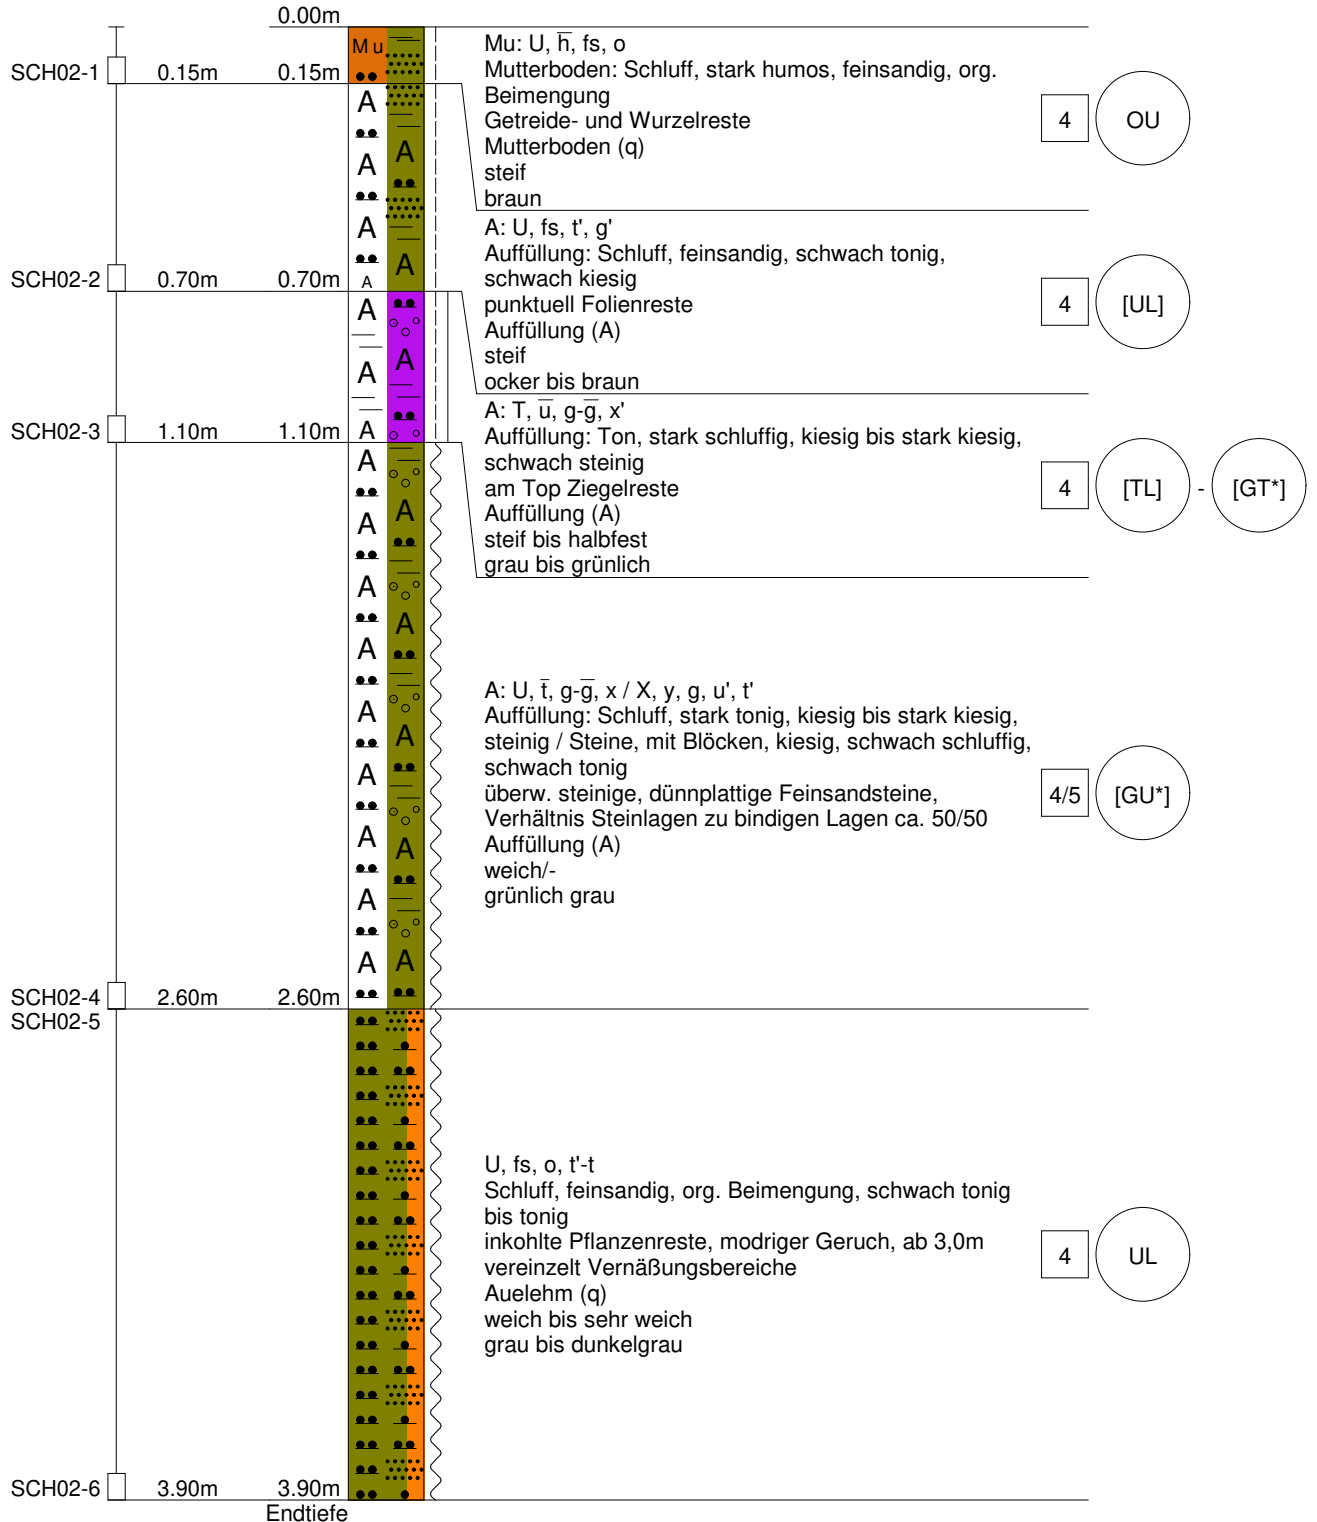 0.00m
SCH02-1 0.15m 0.15m
Mu
Mu: U, h̅, fs, o
Mutterboden: Schluff, stark humos, feinsandig, org.
Beimengung
Getreide- und Wurzelreste
Mutterboden (q)
steif
braun
4 OU
SCH02-2 0.70m 0.70m
A A A A
A A
A: U, fs, t', g'
Auffüllung: Schluff, feinsandig, schwach tonig,
schwach kiesig
punktuell Folienreste
Auffüllung (A)
steif
ocker bis braun
4 [UL]
SCH02-3 1.10m 1.10m
A A A
A
A: T, u̅, g-g̅, x'
Auffüllung: Ton, stark schluffig, kiesig bis stark kiesig,
schwach steinig
am Top Ziegelreste
Auffüllung (A)
steif bis halbfest
grau bis grünlich
4 [TL] - [GT*]
A A A A A A A A A
A A A A A
A: U, t̅, g-g̅, x / X, y, g, u', t'
Auffüllung: Schluff, stark tonig, kiesig bis stark kiesig,
steinig / Steine, mit Blöcken, kiesig, schwach schluffig,
schwach tonig
überw. steinige, dünnplattige Feinsandsteine,
Verhältnis Steinlagen zu bindigen Lagen ca. 50/50
Auffüllung (A)
weich/-
grünlich grau
4/5 [GU*]
SCH02-4 2.60m 2.60m
SCH02-5
U, fs, o, t'-t
Schluff, feinsandig, org. Beimengung, schwach tonig
bis tonig
inkohlte Pflanzenreste, modriger Geruch, ab 3,0m
vereinzelt Vernäßungsbereiche
Auelehm (q)
weich bis sehr weich
grau bis dunkelgrau
4 UL
SCH02-6 3.90m 3.90m
Endtiefe